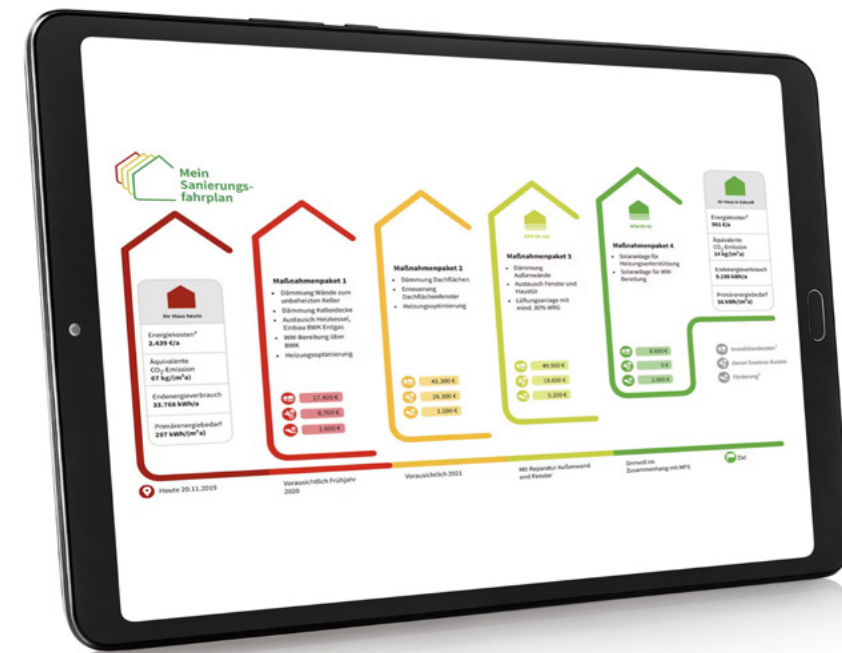 Mein
Sanierungs-
fahrplan
Ihr Haus heute
Energiekosten²
2.439 €/a
Äquivalente
CO₂-Emission
67 kg/(m²a)
Endenergieverbrauch
33.768 kWh/a
Primärenergiebedarf
297 kWh/(m²a)
Heute 20.11.2019
Maßnahmenpaket 1
• Dämmung Wände zum
unbeheizten Keller
• Dämmung Kellerdecke
• Austausch Heizkessel,
Einbau BWK Erdgas
• WW-Bereitung über
BWK
• Heizungsoptimierung
17.400 €
9.700 €
1.600 €
Vorausichtlich Frühjahr
2020
Maßnahmenpaket 2
• Dämmung Dachflächen
• Erneuerung
Dachflächenfenster
• Heizungsoptimierung
41.300 €
26.300 €
1.500 €
Vorausichtlich 2021
Maßnahmenpaket 3
• Dämmung
Außenwände
• Austausch Fenster und
Haustür
• Lüftungsanlage mit
mind. 80% WRG
49.900 €
18.600 €
5.200 €
Mit Reparatur Außenwand
und Fenster
Maßnahmenpaket 4
• Solaranlage für
Heizungsunterstützung
• Solaranlage für WW-
Bereitung
8.600 €
0 €
2.000 €
Sinnvoll im
Zusammenhang mit MP3
Ihr Haus in Zukunft
Energiekosten²
961 €/a
Äquivalente
CO₂-Emission
14 kg/(m²a)
Endenergieverbrauch
9.198 kWh/a
Primärenergiebedarf
56 kWh/(m²a)
Investitionskosten¹
davon Sowieso-Kosten
Förderung³
Ziel